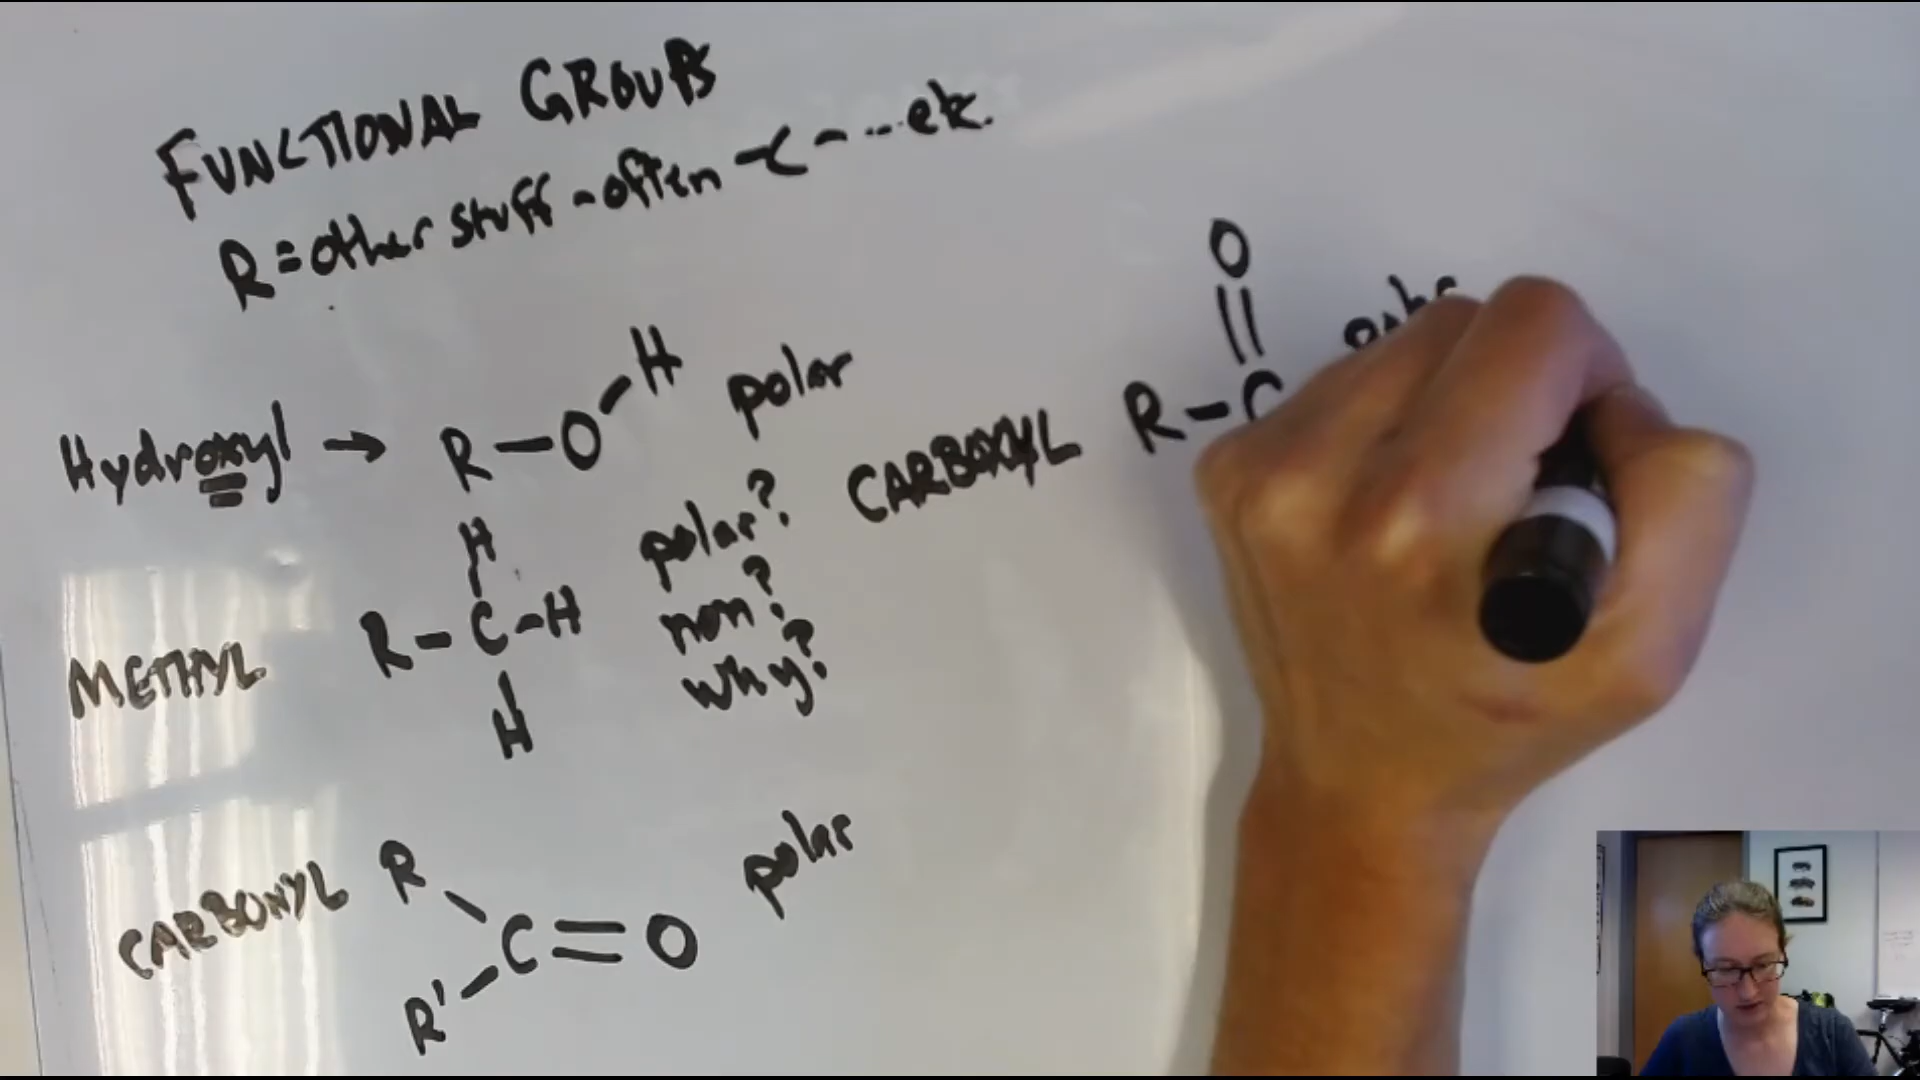 FUNCTIONAL GROUPS
R = other stuff - often -C - ... etc.
Hydroxyl → R-O-H polar
H
METHYL R-C-H
H
polar?
non?
why?
CARBONYL R
C=O
R'
polar
O
CARBOXYL R-C